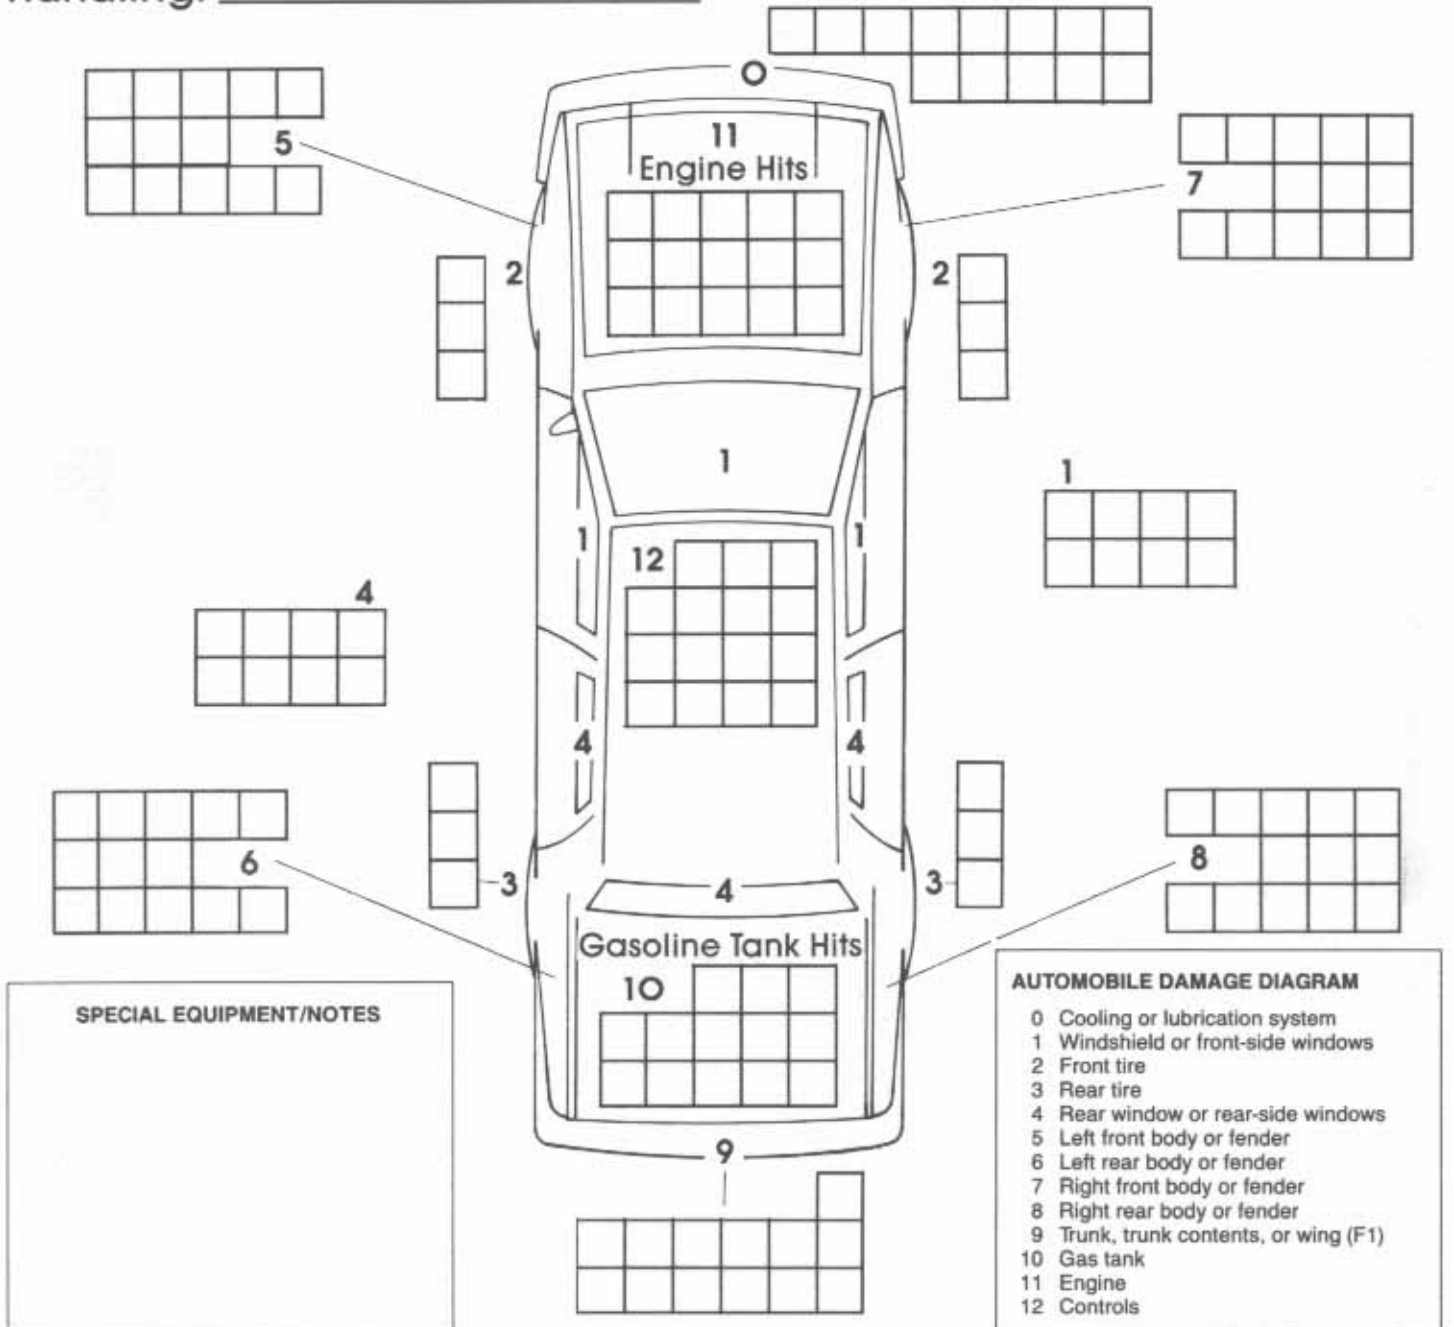 Handling:
0
5
11
Engine Hits
7
2
2
1
1
1
1
12
4
4
4
6
3
4
3
8
Gasoline Tank Hits
10
9
SPECIAL EQUIPMENT/NOTES
AUTOMOBILE DAMAGE DIAGRAM
0 Cooling or lubrication system
1 Windshield or front-side windows
2 Front tire
3 Rear tire
4 Rear window or rear-side windows
5 Left front body or fender
6 Left rear body or fender
7 Right front body or fender
8 Right rear body or fender
9 Trunk, trunk contents, or wing (F1)
10 Gas tank
11 Engine
12 Controls